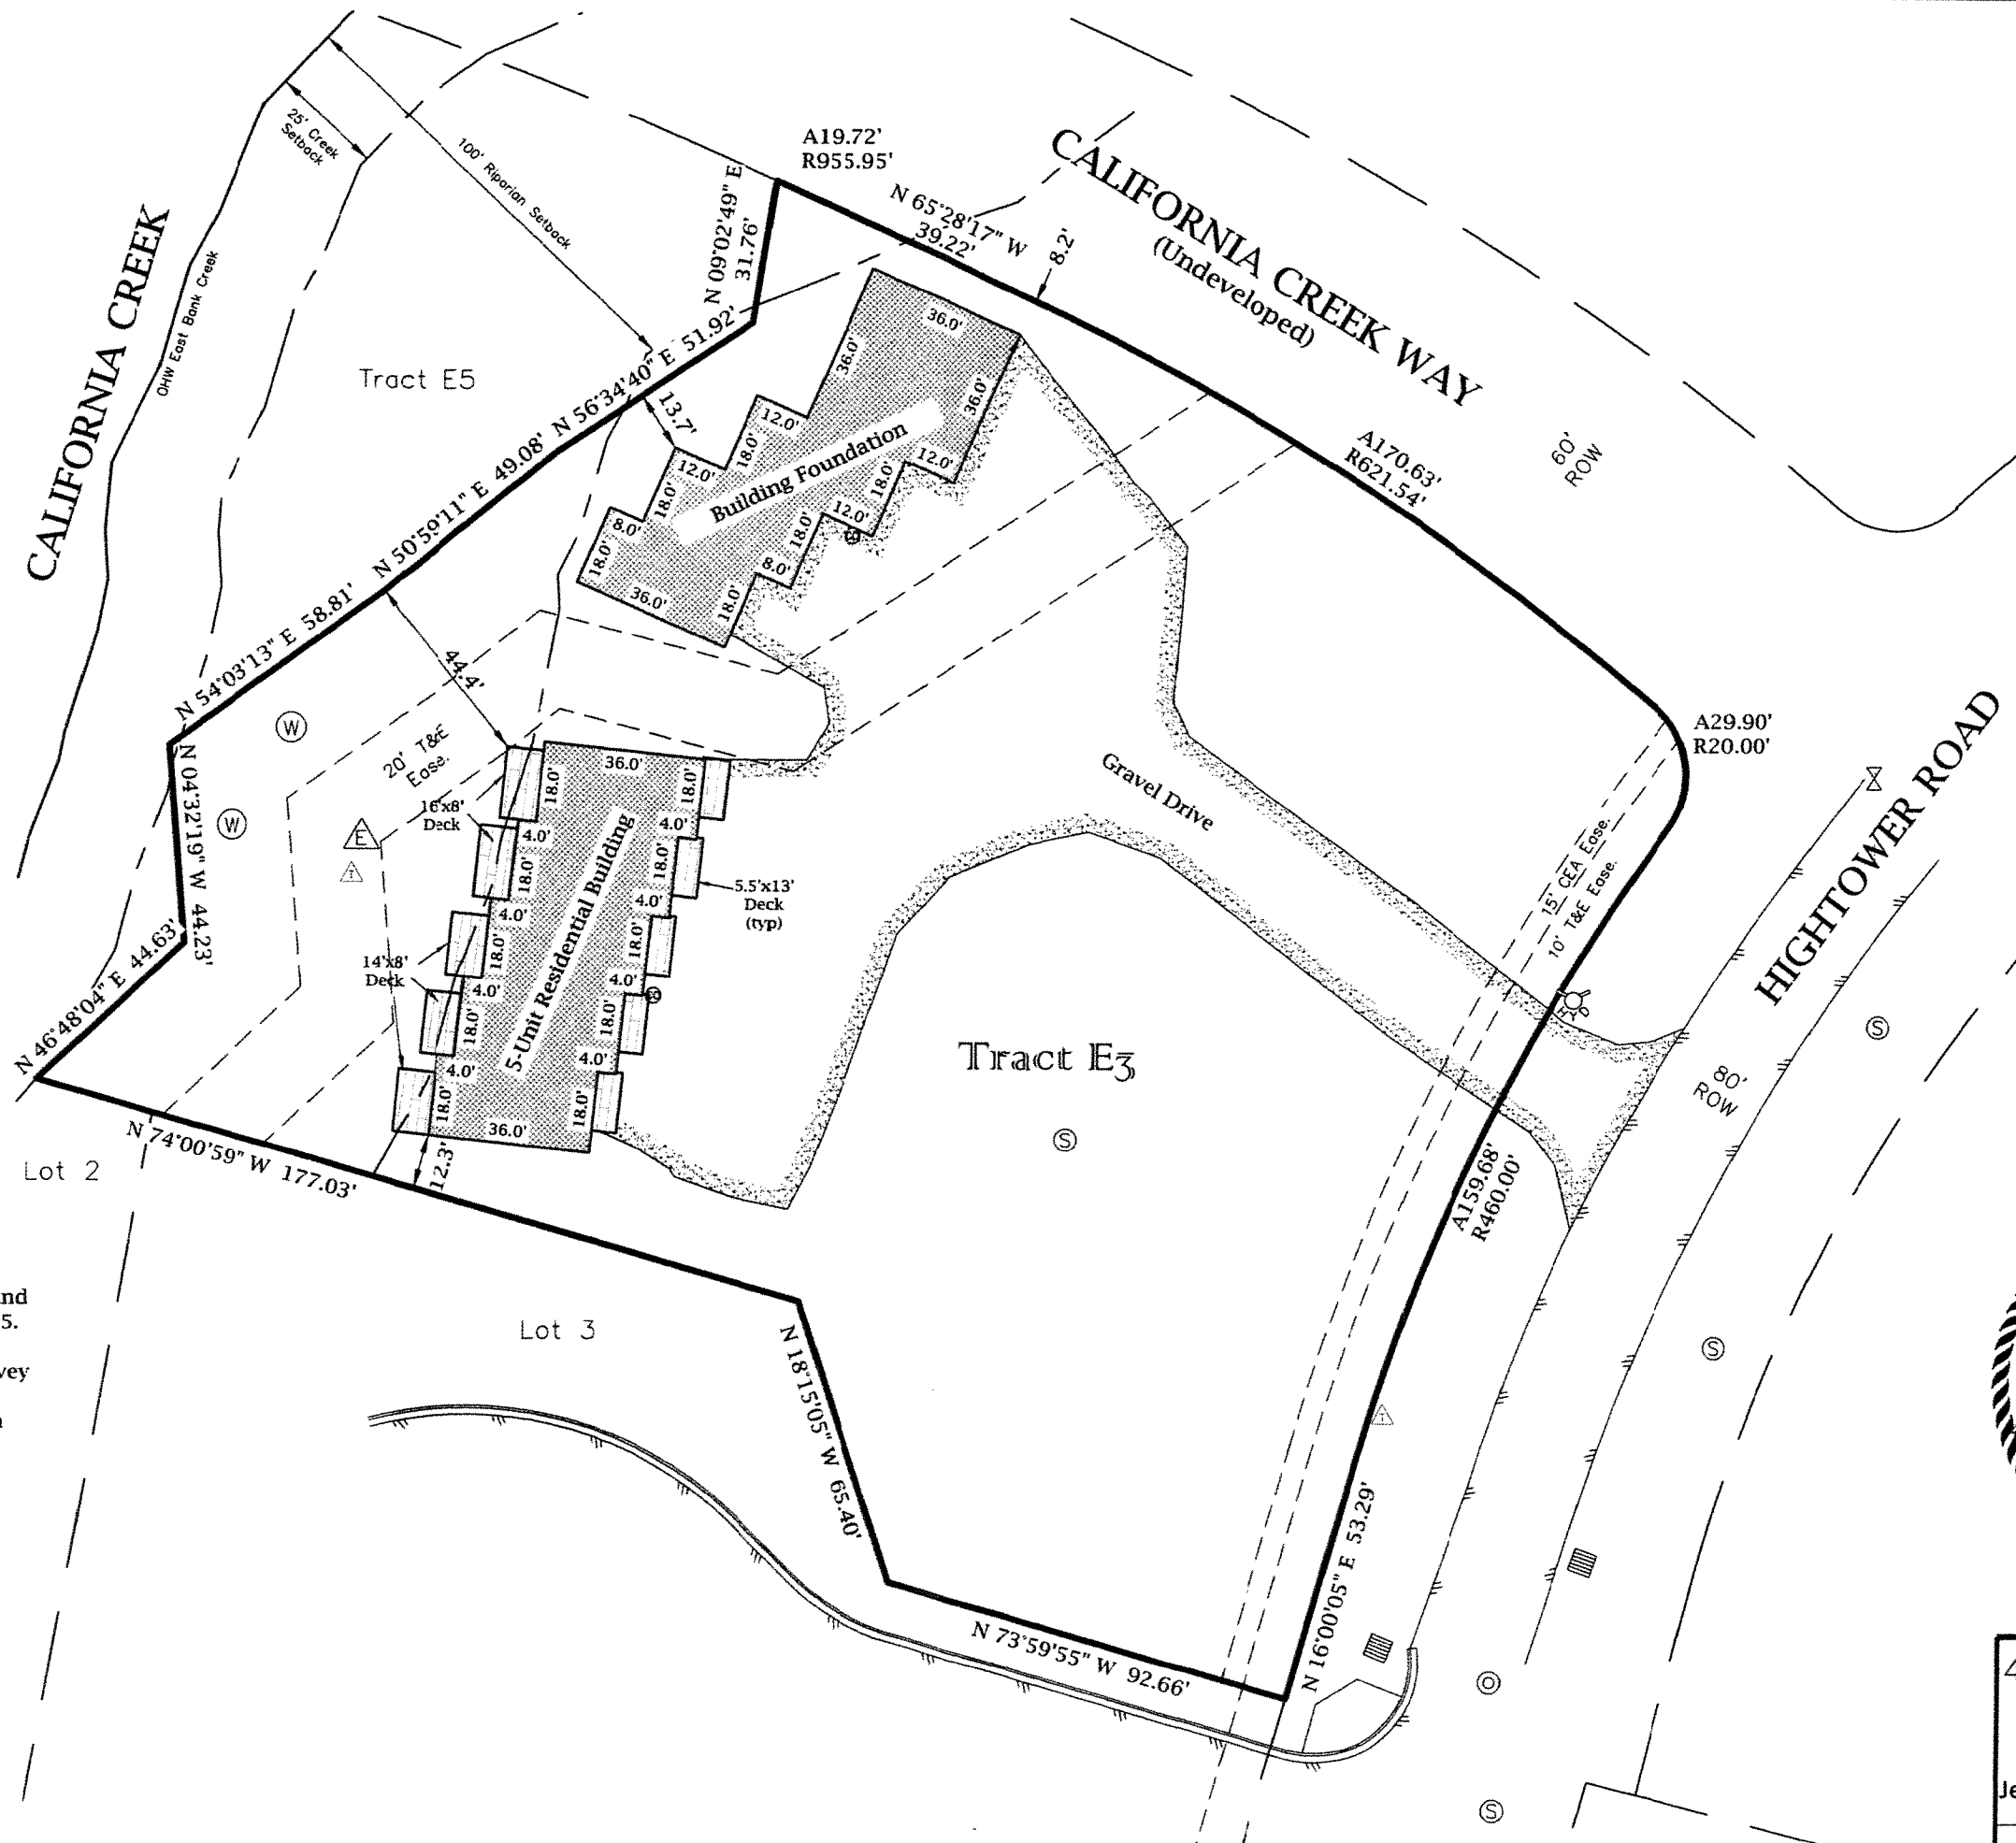 A19.72'
R955.95'
25' Creek
Setback
100' Riparian Setback
N 09°02'49" E
31.76'
N 65°28'17" W
39.22'
8.2'
CALIFORNIA CREEK WAY
(Undeveloped)
CALIFORNIA CREEK
OHW East Bank Creek
Tract E5
N 56°34'40" E 51.92'
13.7'
36.0'
36.0'
36.0'
12.0'
18.0'
12.0'
18.0'
8.0'
18.0'
36.0'
Building Foundation
12.0'
18.0'
12.0'
18.0'
8.0'
18.0'
A170.63'
R621.54'
60'
ROW
N 50°59'11" E 49.08'
N 54°03'13" E 58.81'
44.4'
W
W
20' T&E
Ease.
E
T
A29.90'
R20.00'
HIGHTOWER ROAD
Gravel Drive
15' CEA Ease.
10' T&E Ease.
HYD
N 04°32'19" W 44.23'
N 46°48'04" E 44.63'
16'x8'
Deck
14'x8'
Deck
5.5'x13'
Deck
(typ)
36.0'
18.0'
18.0'
4.0'
4.0'
18.0'
18.0'
4.0'
4.0'
18.0'
18.0'
4.0'
4.0'
18.0'
18.0'
4.0'
4.0'
18.0'
18.0'
36.0'
5-Unit Residential Building
12.3'
Tract E3
S
S
80'
ROW
A159.68'
R460.00'
Lot 2
N 74°00'59" W 177.03'
nd
5.
vey
Lot 3
N 18°15'05" W 65.40'
S
T
N 16°00'05" E 53.29'
N 73°59'55" W 92.66'
O
S
Je